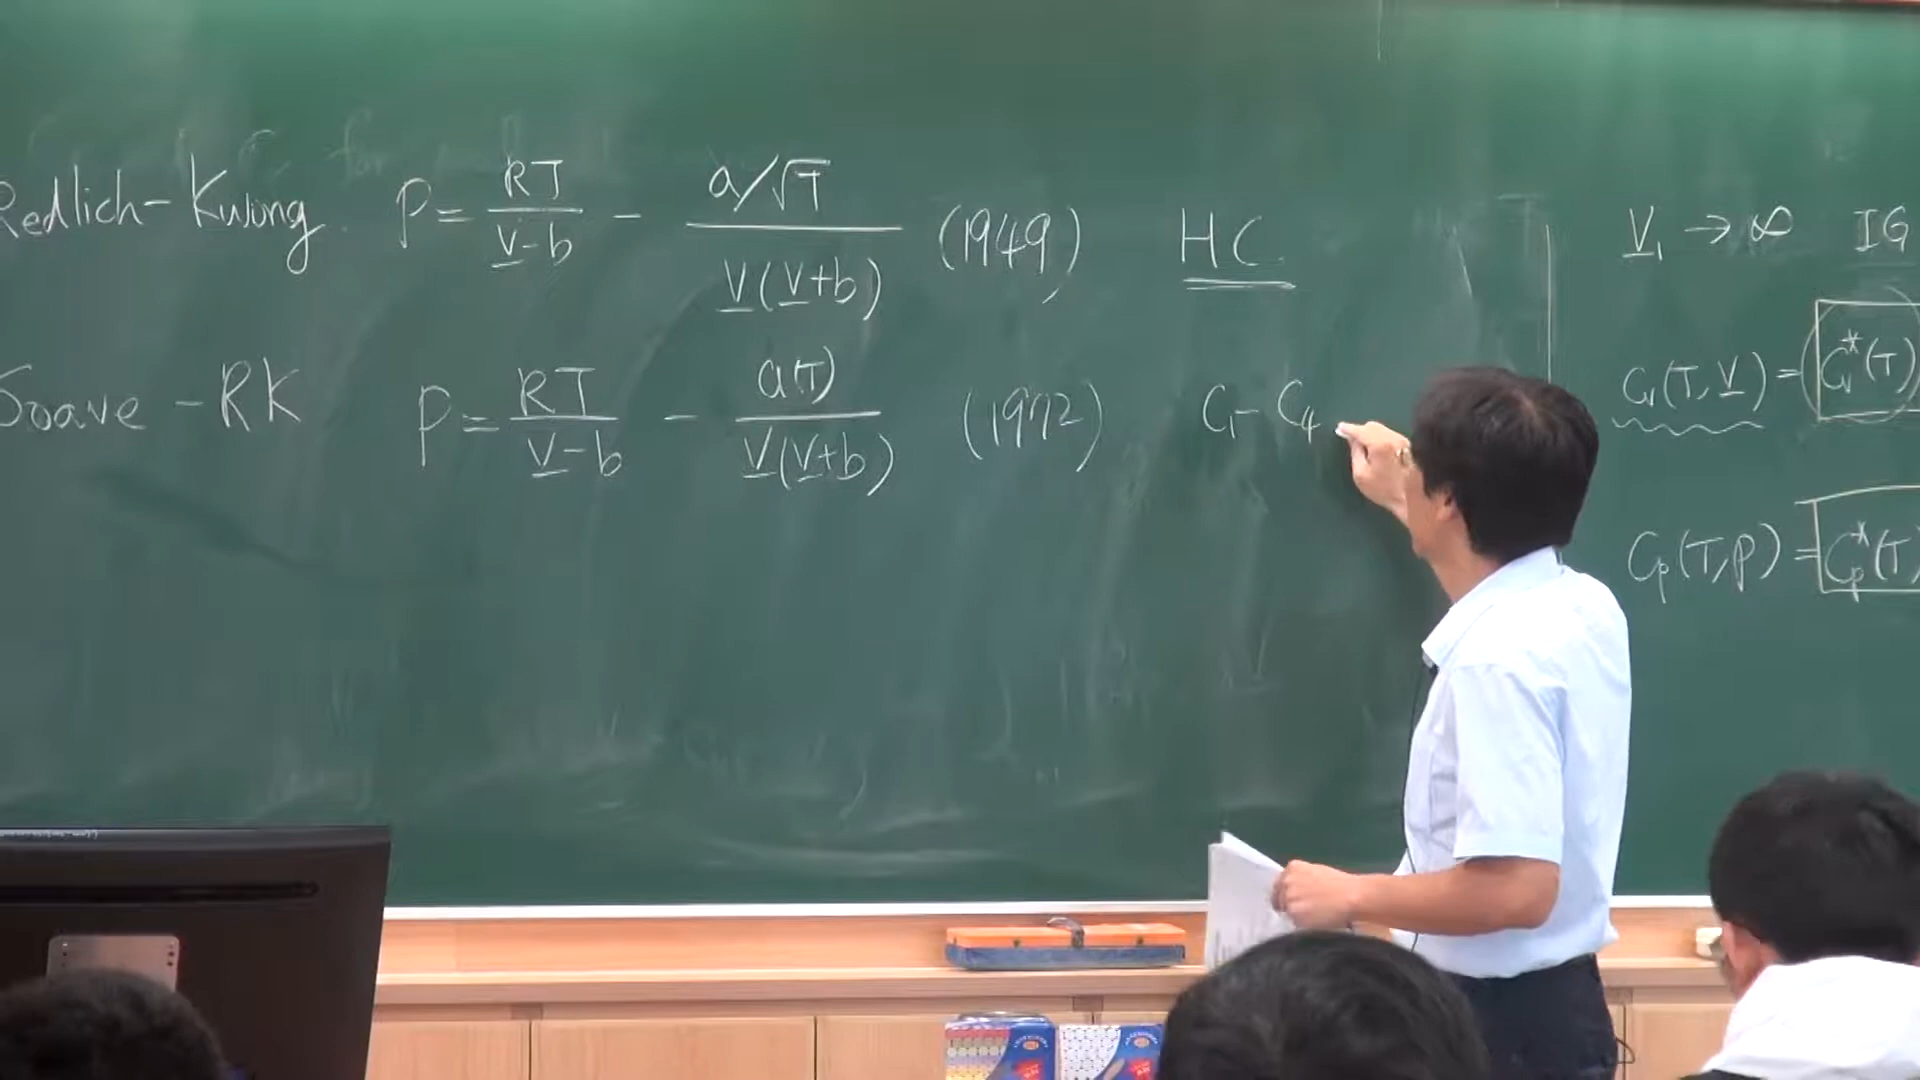 Redlich-Kwong P = RT/(V-b) - (a/√T)/(V(V+b)) (1949) HC
Soave-RK P = RT/(V-b) - a(T)/(V(V+b)) (1972) C1-C4
V1 → ∞ IG
Cv(T,V) = Cv*(T)
Cp(T,P) = Cp*(T)